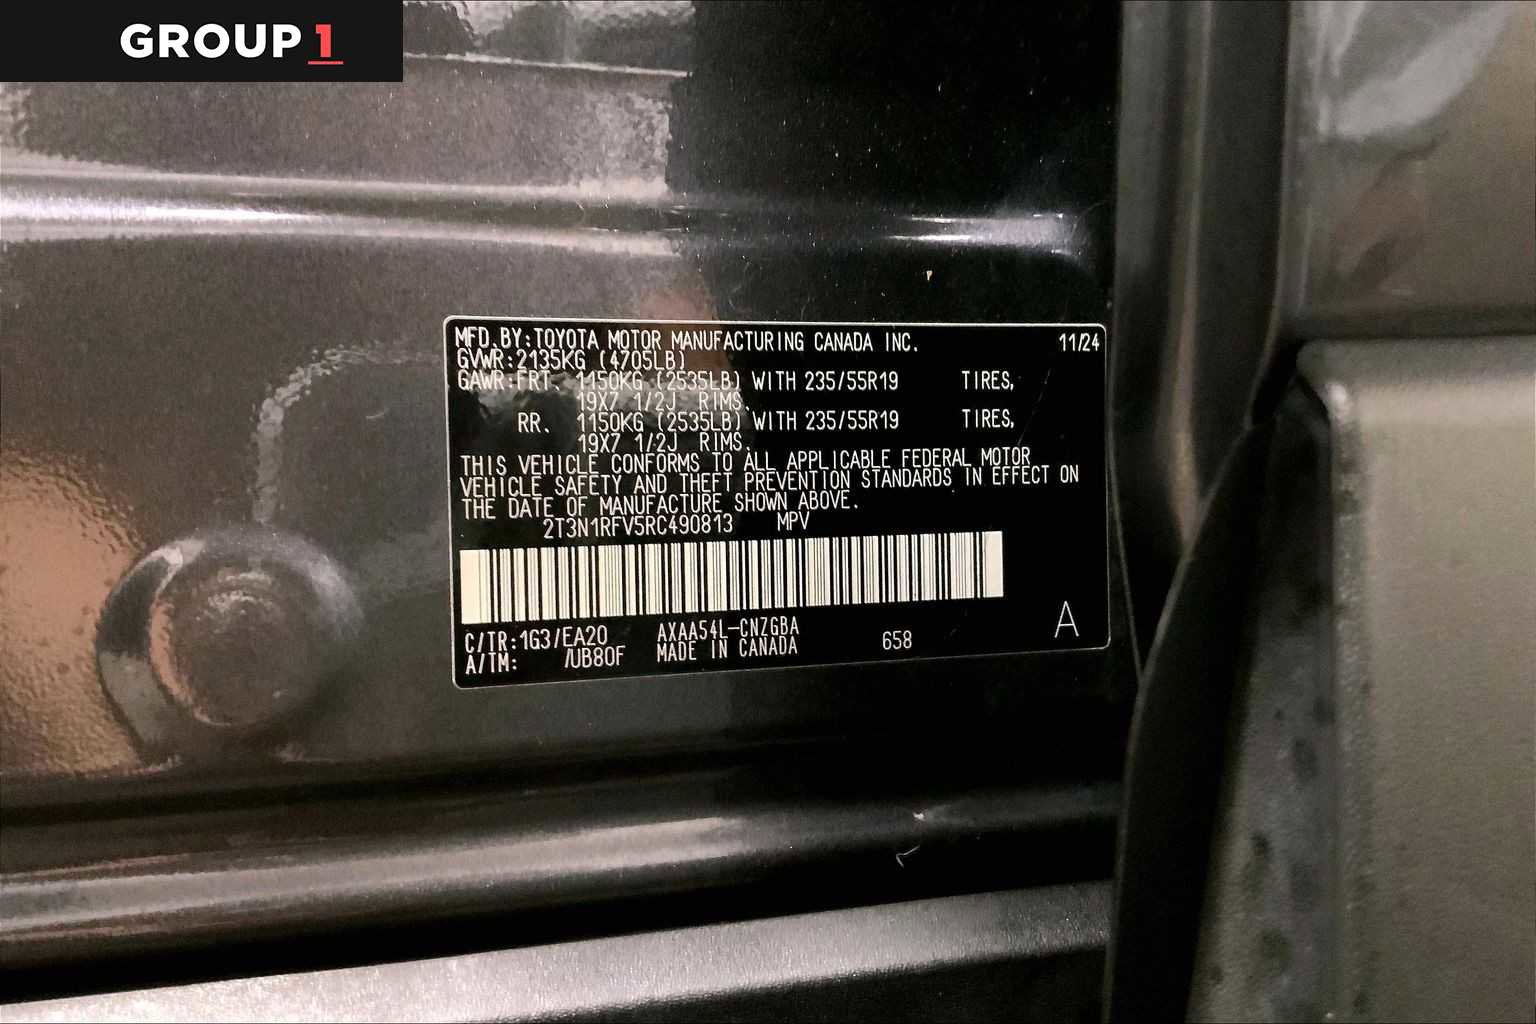 GROUP 1
MFD.BY:TOYOTA MOTOR MANUFACTURING CANADA INC. 11/24
GVWR:2135KG (4705LB)
GAWR:FRT. 1150KG (2535LB) WITH 235/55R19 TIRES,
19X7 1/2J RIMS.
RR. 1150KG (2535LB) WITH 235/55R19 TIRES,
19X7 1/2J RIMS.
THIS VEHICLE CONFORMS TO ALL APPLICABLE FEDERAL MOTOR
VEHICLE SAFETY AND THEFT PREVENTION STANDARDS IN EFFECT ON
THE DATE OF MANUFACTURE SHOWN ABOVE.
2T3N1RFV5RC490813 MPV
C/TR:1G3/EA20 AXAA54L-CNZGBA
A/TM: /UB80F MADE IN CANADA 658 A